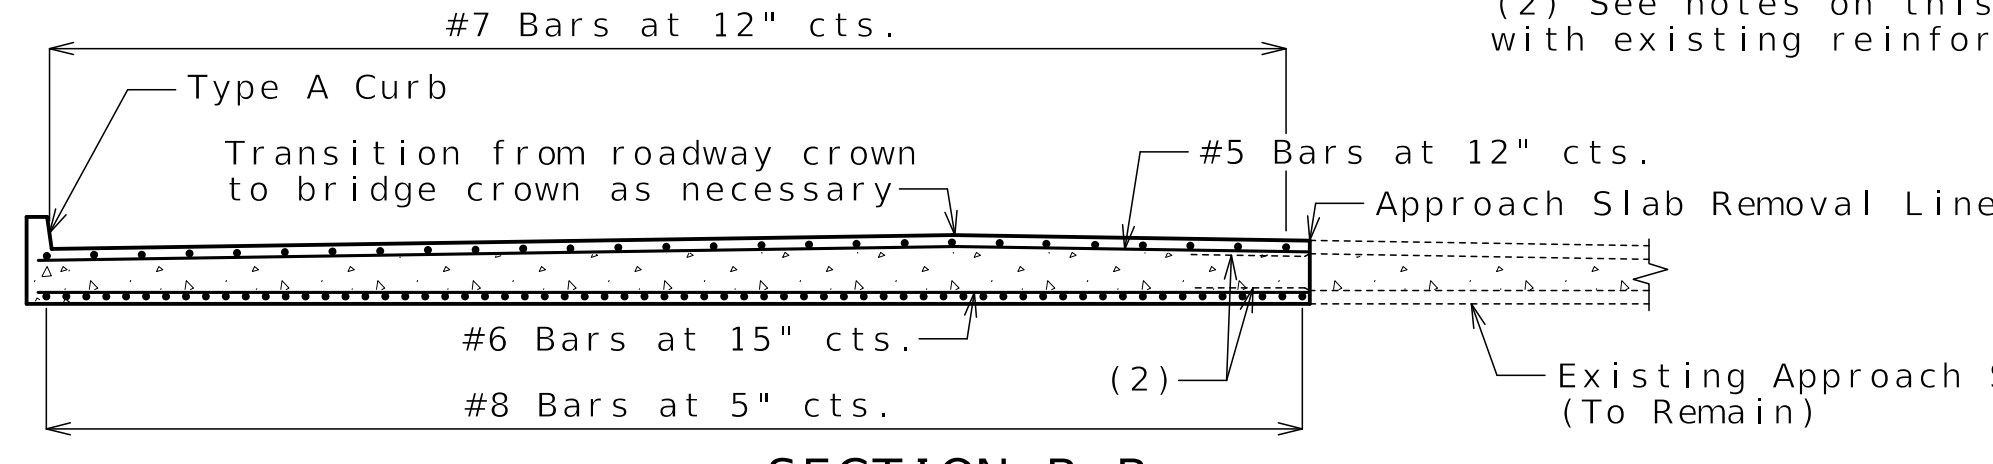 #7 Bars at 12" cts.
(2) See notes on this
with existing reinfor
Type A Curb
Transition from roadway crown
to bridge crown as necessary
#5 Bars at 12" cts.
Approach Slab Removal Line
#6 Bars at 15" cts.
(2)
#8 Bars at 5" cts.
Existing Approach
(To Remain)
SECTION B-B